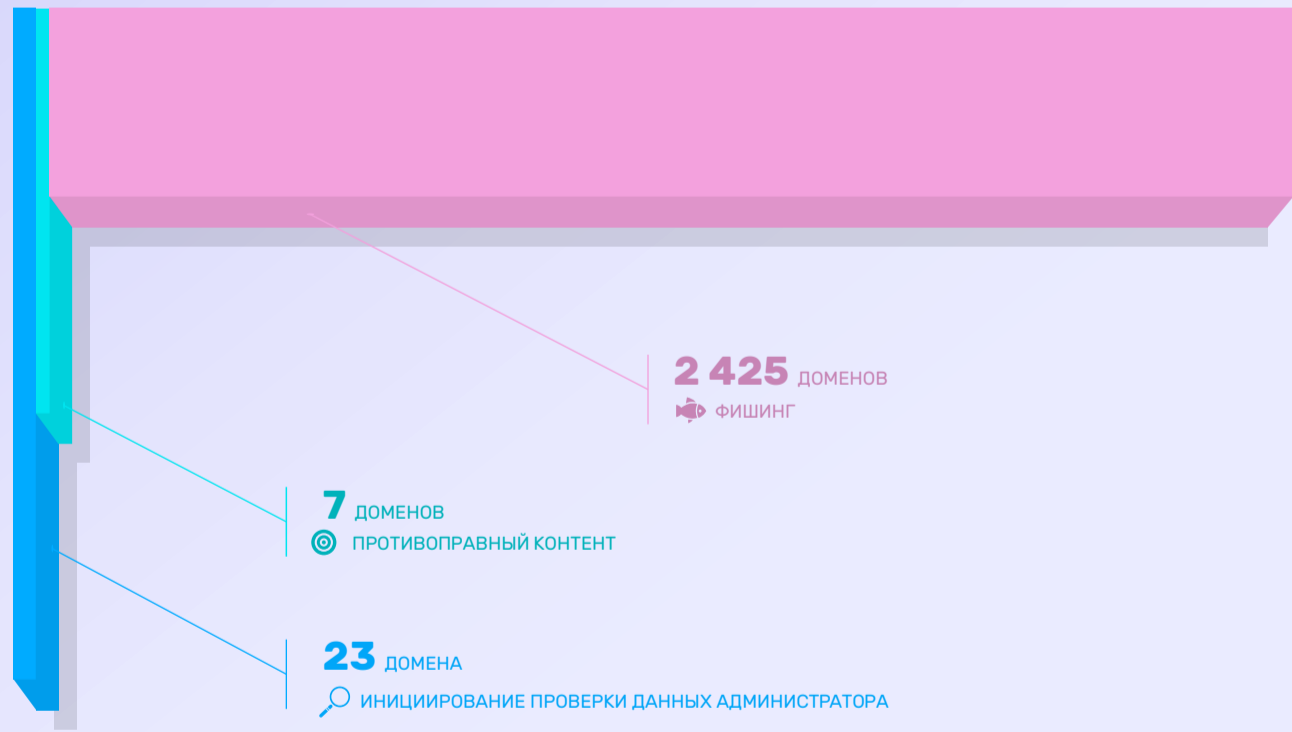 2 425 ДОМЕНОВ
ФИШИНГ
7 ДОМЕНОВ
ПРОТИВОПРАВНЫЙ КОНТЕНТ
23 ДОМЕНА
ИНИЦИИРОВАНИЕ ПРОВЕРКИ ДАННЫХ АДМИНИСТРАТОРА